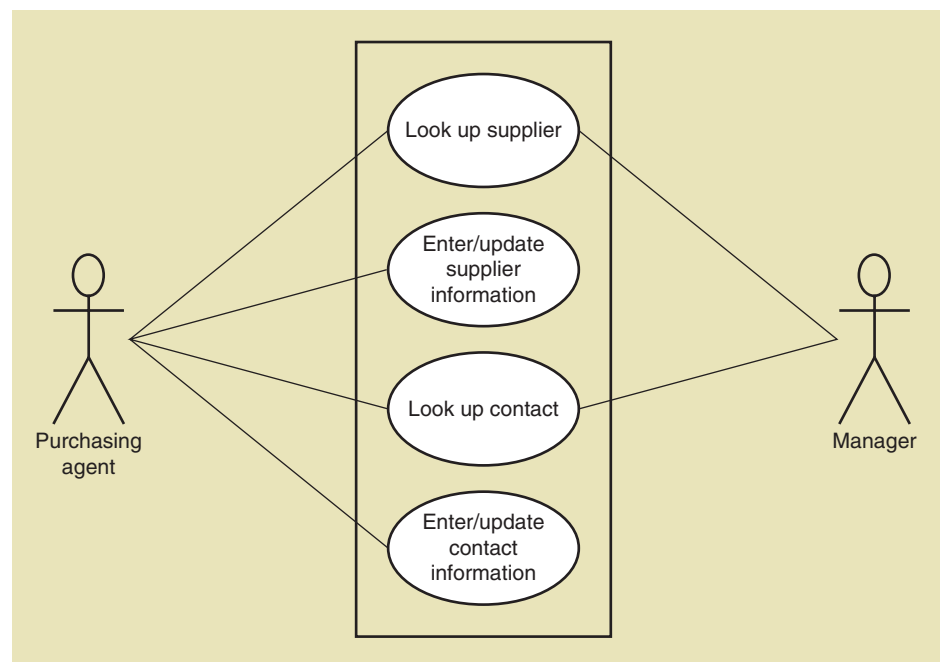 Look up supplier
Enter/update
supplier
information
Look up contact
Enter/update
contact
information
Purchasing
agent
Manager